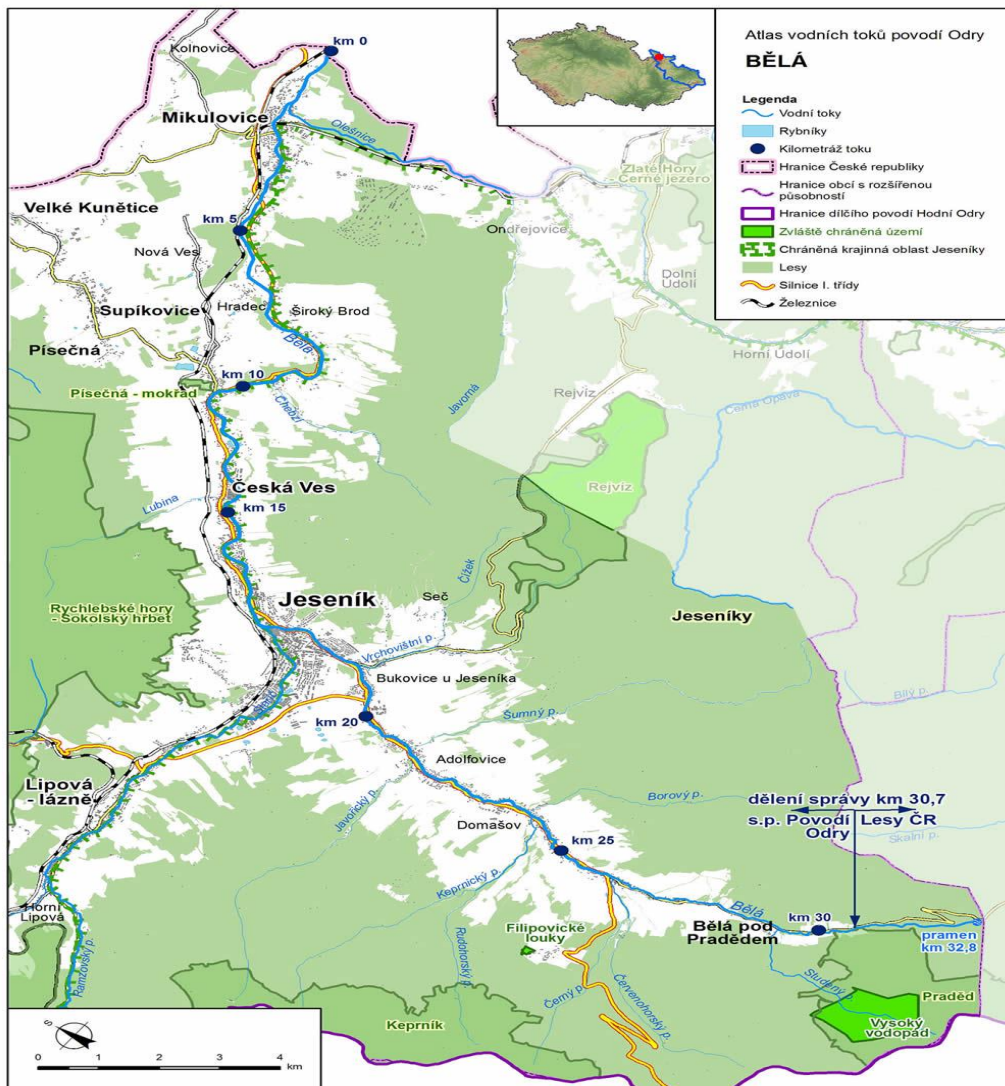 Atlas vodních toků povodí Odry
BĚLÁ
Legenda
Vodní toky
Rybníky
Kilometráž toku
Hranice České republiky
Hranice obcí s rozšířenou
působností
Hranice dílčího povodí Hodní Odry
Zvláště chráněná území
Chráněná krajinná oblast Jeseníky
Lesy
Silnice I. třídy
Železnice
Kolnovice
km 0
Mikulovice
Olešnice
Zlaté Hory
Černé jezero
Velké Kunětice
km 5
Ondřejovice
Nová Ves
Dolní
Údolí
Supíkovice
Hradec
Široký Brod
Bělá
Písečná
Horní Údolí
Písečná - mokřad
km 10
Chebzí
Javorná
Rejvíz
Černá Opava
Česká Ves
Lubina
km 15
Rejvíz
Čížek
Rychlebské hory
- Sokolský hřbet
Jeseník
Seč
Jeseníky
Vrchovištní p.
Bukovice u Jeseníka
Bílý p.
km 20
Šumný p.
Adolfovice
Lipová
- lázně
Javořický p.
Borový p.
dělení správy km 30,7
s.p. Povodí Lesy ČR
Odry
Skalní p.
Domašov
km 25
Keprnický p.
Horní
Lipová
Bělá
Bělá pod
Pradědem
km 30
pramen
km 32,8
Filipovické
louky
Rudohorský p.
Ramzovský p.
Černý p.
Červenohorský p.
Studený p.
Praděd
Keprník
Vysoký
vodopád
S
0 1 2 3 4
km